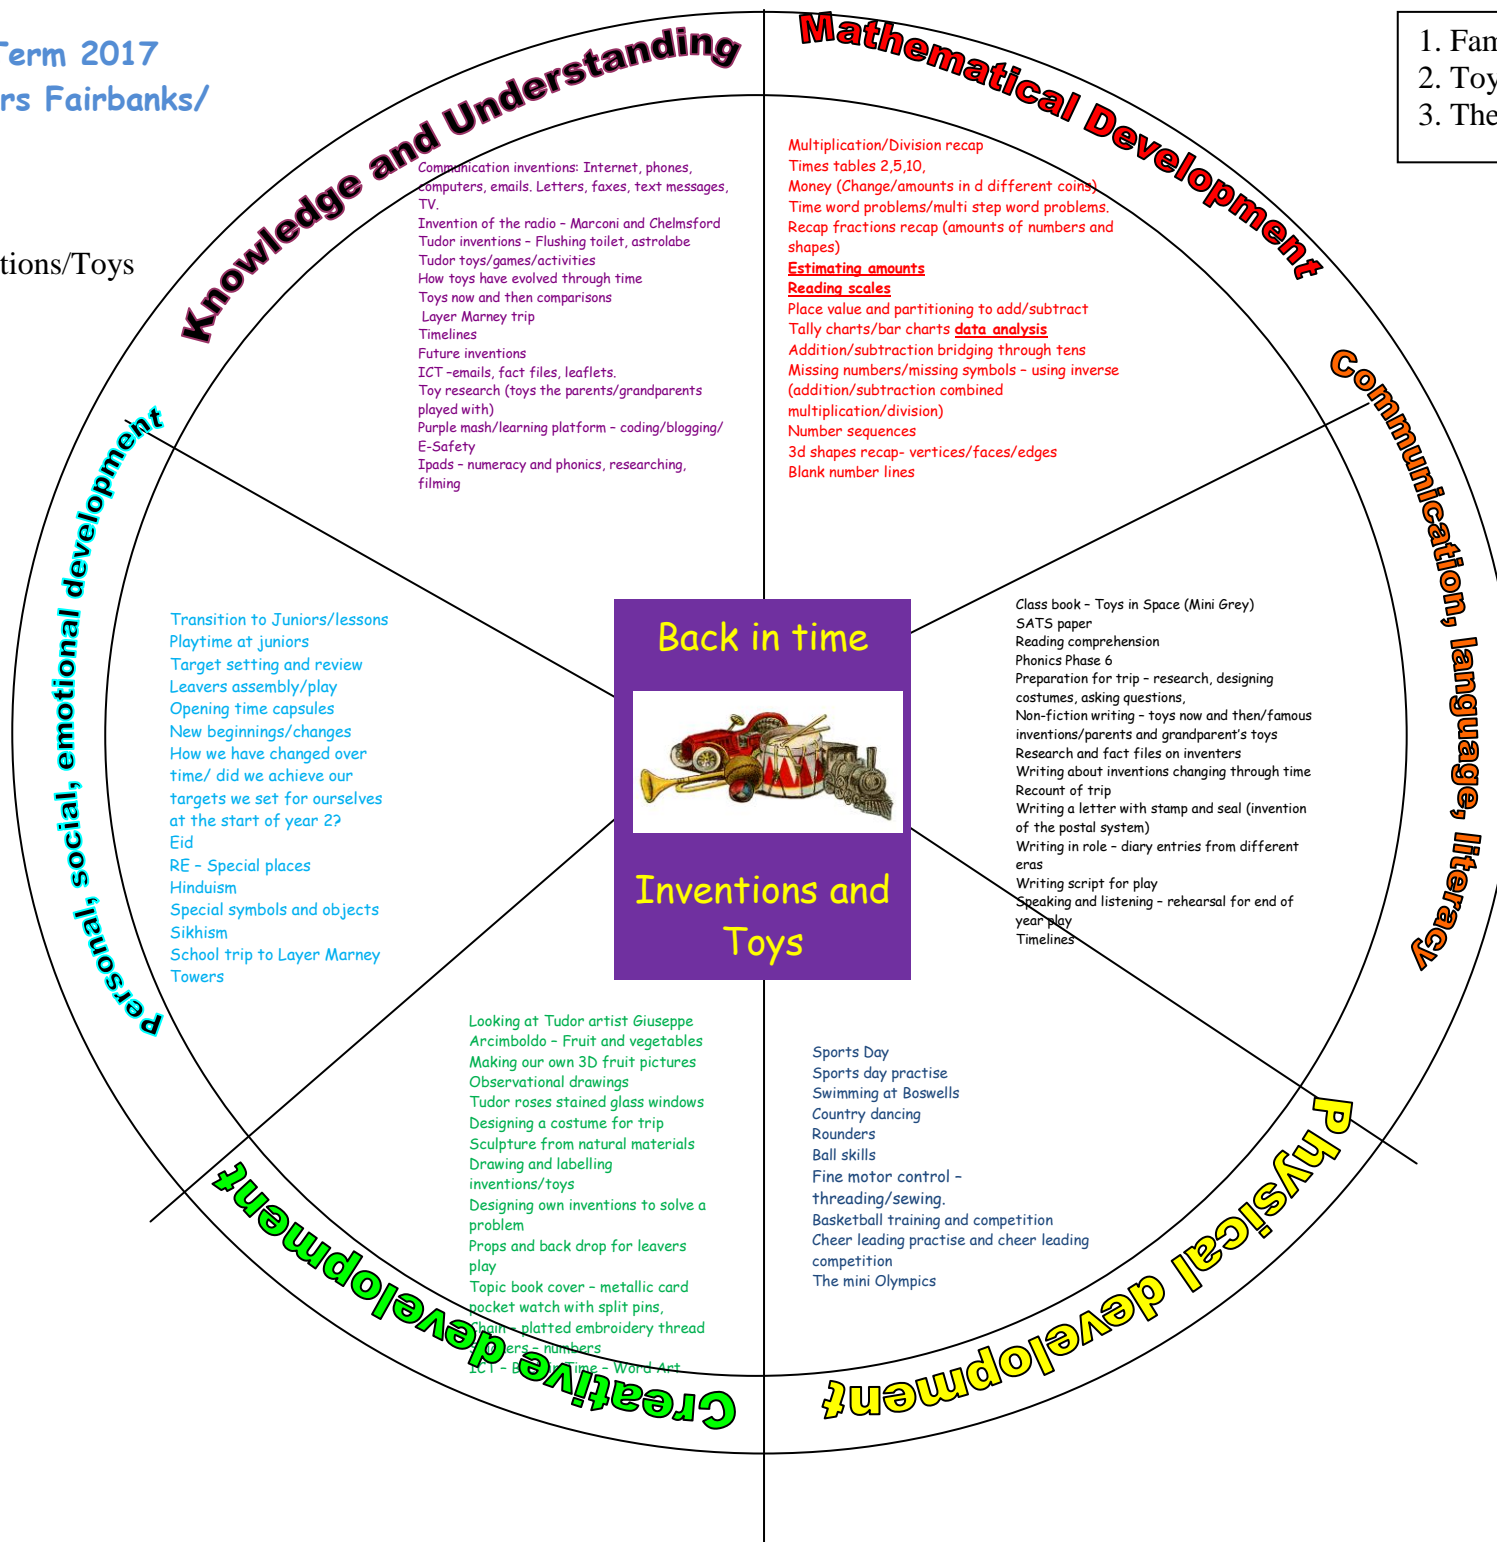 Term 2017
rs Fairbanks/
tions/Toys
1. Fam
2. Toy
3. The
Knowledge and Understanding
Communication inventions: Internet, phones,
computers, emails. Letters, faxes, text messages,
TV.
Invention of the radio – Marconi and Chelmsford
Tudor inventions – Flushing toilet, astrolabe
Tudor toys/games/activities
How toys have evolved through time
Toys now and then comparisons
Layer Marney trip
Timelines
Future inventions
ICT –emails, fact files, leaflets.
Toy research (toys the parents/grandparents
played with)
Purple mash/learning platform – coding/blogging/
E-Safety
Ipads – numeracy and phonics, researching,
filming
Mathematical Development
Multiplication/Division recap
Times tables 2,5,10,
Money (Change/amounts in d different coins)
Time word problems/multi step word problems.
Recap fractions recap (amounts of numbers and
shapes)
Estimating amounts
Reading scales
Place value and partitioning to add/subtract
Tally charts/bar charts data analysis
Addition/subtraction bridging through tens
Missing numbers/missing symbols – using inverse
(addition/subtraction combined
multiplication/division)
Number sequences
3d shapes recap- vertices/faces/edges
Blank number lines
Communication, language, literacy
Class book – Toys in Space (Mini Grey)
SATS paper
Reading comprehension
Phonics Phase 6
Preparation for trip – research, designing
costumes, asking questions,
Non-fiction writing – toys now and then/famous
inventions/parents and grandparent's toys
Research and fact files on inventers
Writing about inventions changing through time
Recount of trip
Writing a letter with stamp and seal (invention
of the postal system)
Writing in role – diary entries from different
eras
Writing script for play
Speaking and listening – rehearsal for end of
year play
Timelines
Personal, social, emotional development
Transition to Juniors/lessons
Playtime at juniors
Target setting and review
Leavers assembly/play
Opening time capsules
New beginnings/changes
How we have changed over
time/ did we achieve our
targets we set for ourselves
at the start of year 2?
Eid
RE – Special places
Hinduism
Special symbols and objects
Sikhism
School trip to Layer Marney
Towers
Back in time
Inventions and
Toys
Looking at Tudor artist Giuseppe
Arcimboldo – Fruit and vegetables
Making our own 3D fruit pictures
Observational drawings
Tudor roses stained glass windows
Designing a costume for trip
Sculpture from natural materials
Drawing and labelling
inventions/toys
Designing own inventions to solve a
problem
Props and back drop for leavers
play
Topic book cover – metallic card
pocket watch with split pins,
Chain – platted embroidery thread
– numbers
ICT – Time – Word Art
Creative development
Sports Day
Sports day practise
Swimming at Boswells
Country dancing
Rounders
Ball skills
Fine motor control –
threading/sewing.
Basketball training and competition
Cheer leading practise and cheer leading
competition
The mini Olympics
Physical development